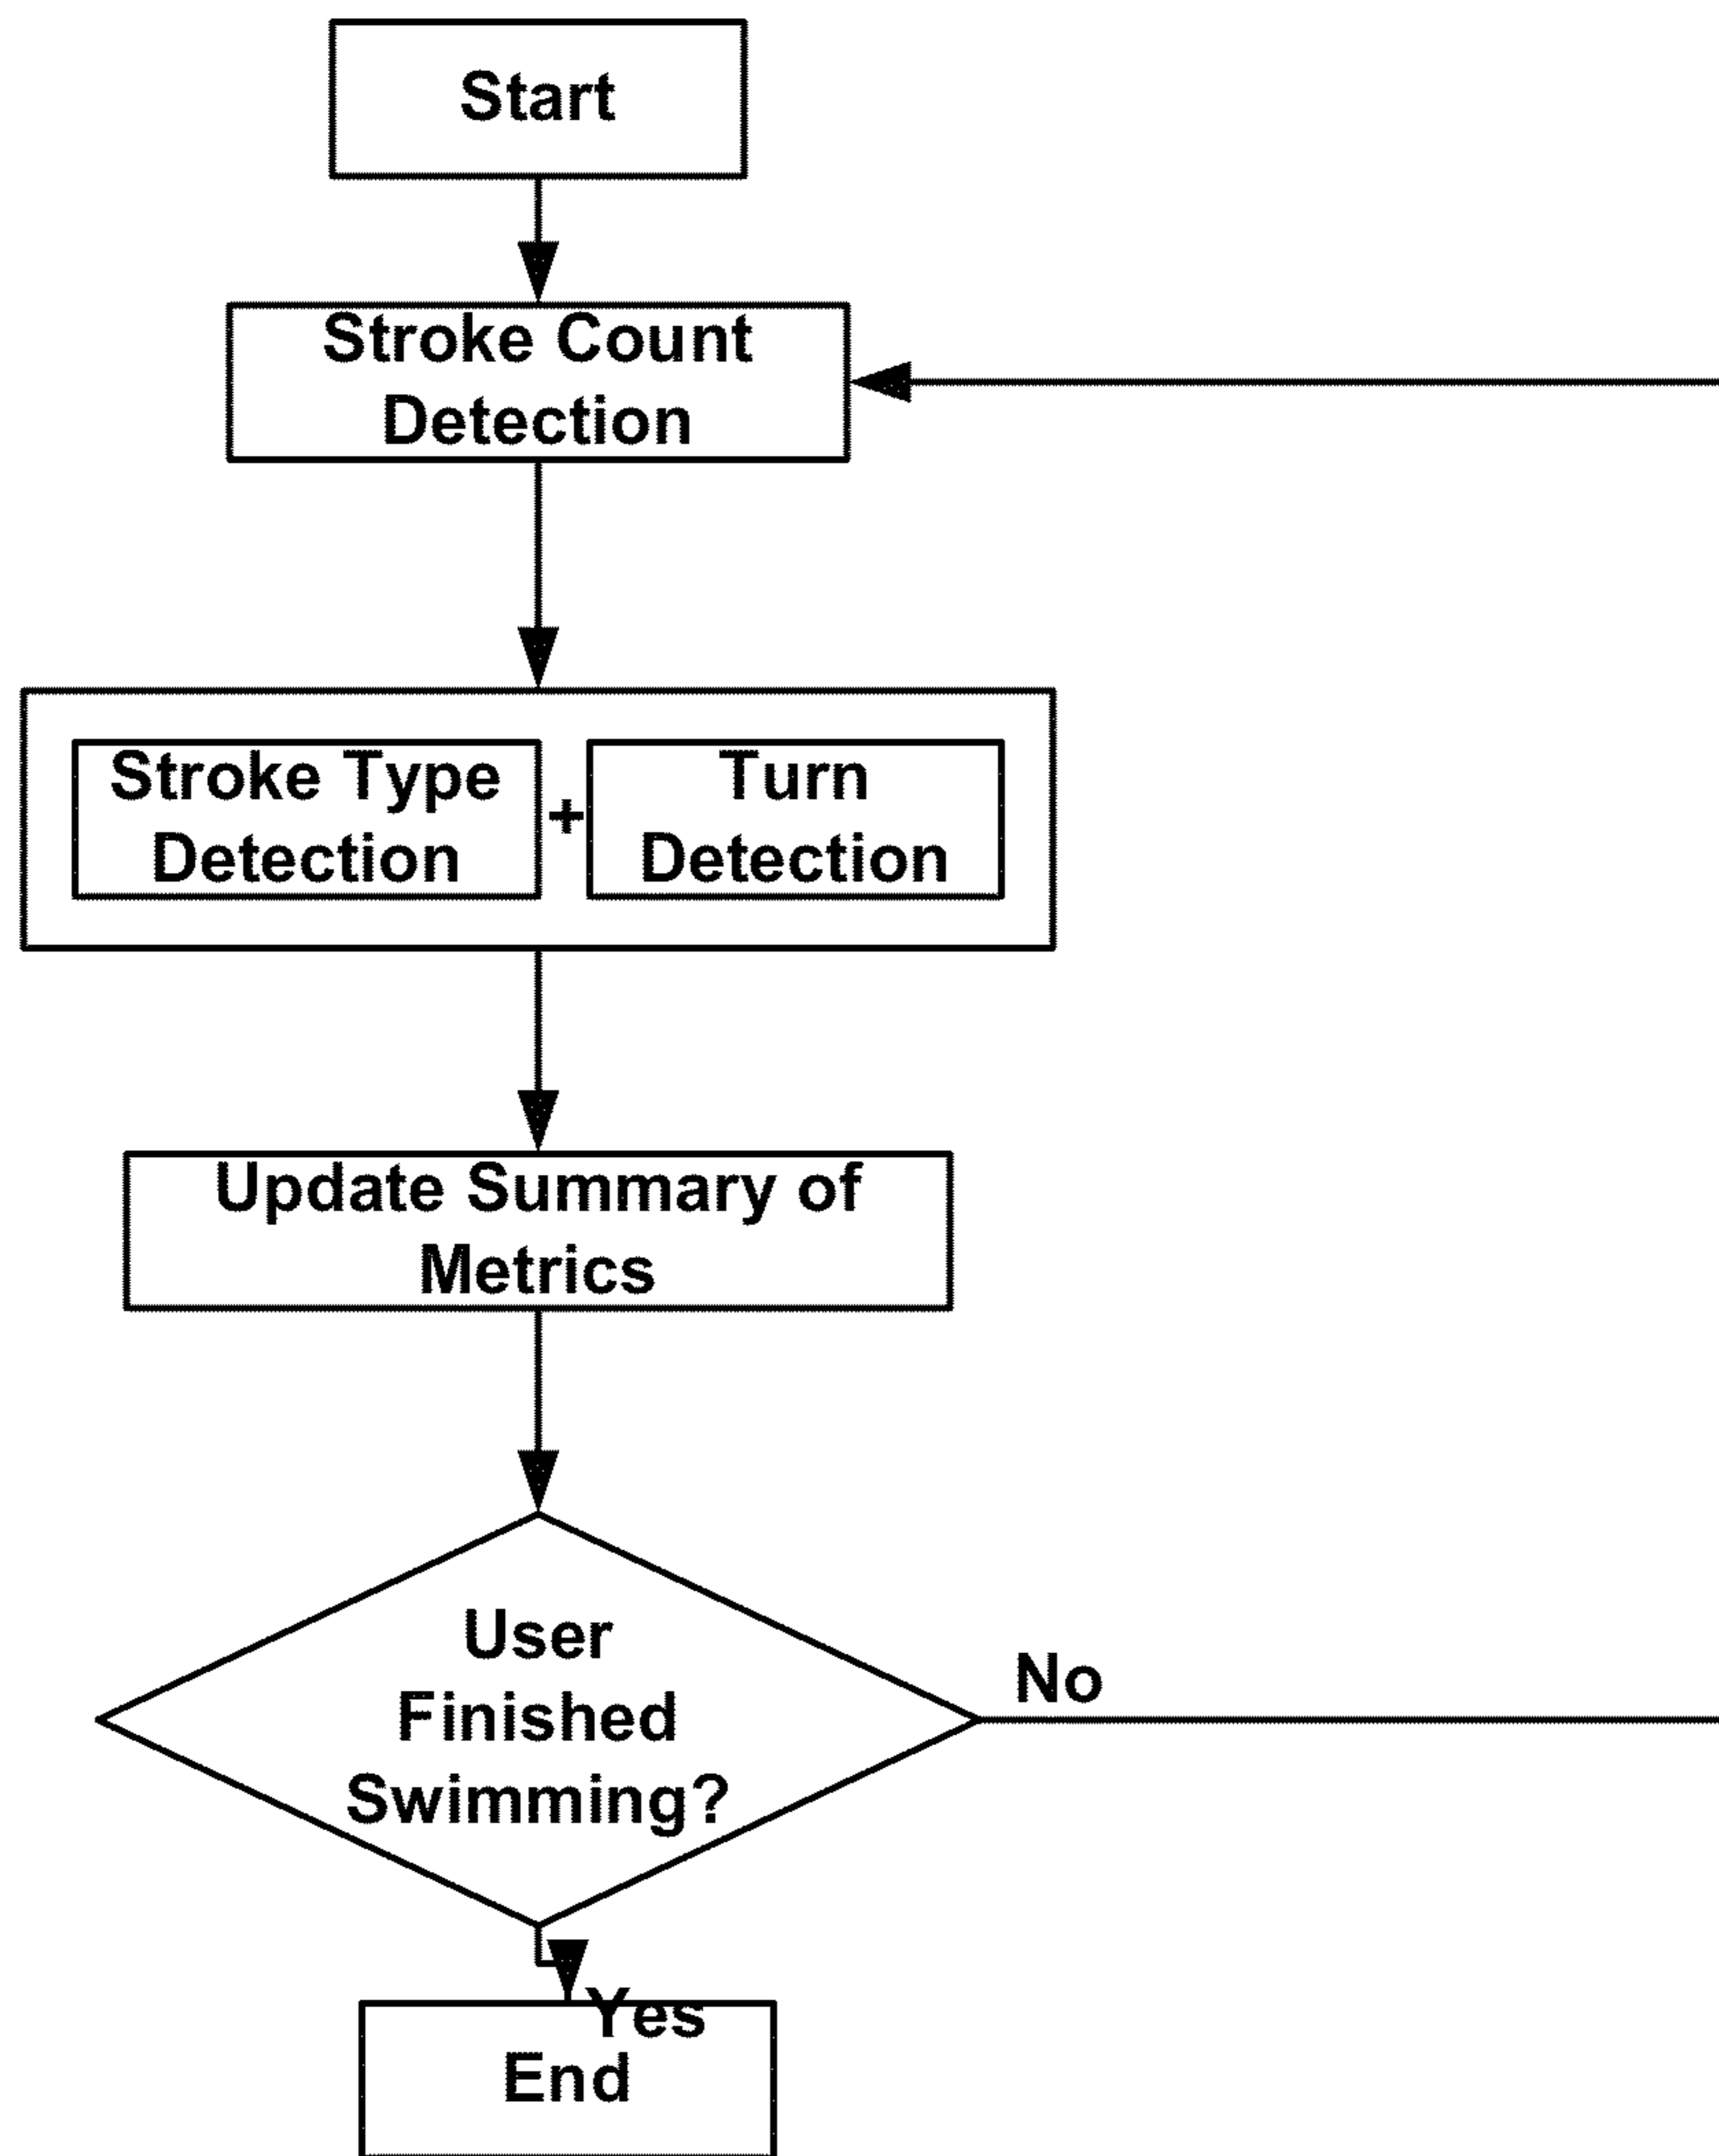 Start
Stroke Count
Detection
Stroke Type
Detection
+
Turn
Detection
Update Summary of
Metrics
User
Finished
Swimming?
No
Yes
End